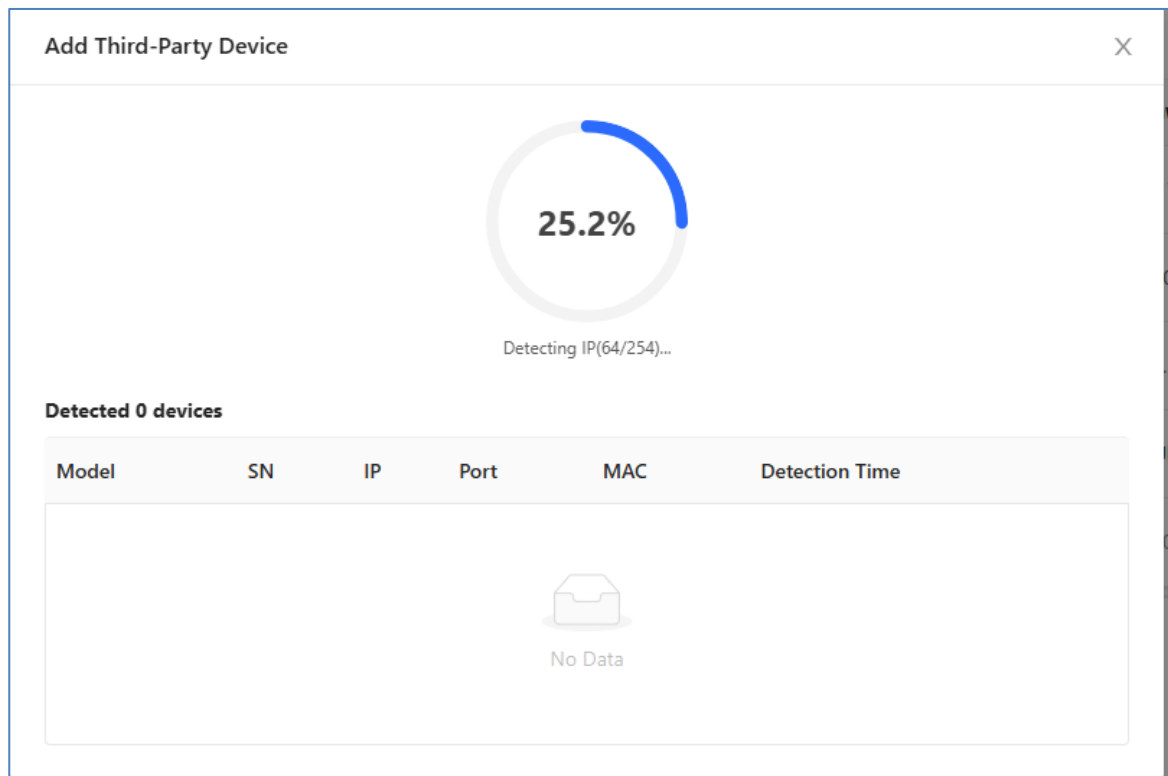 Add Third-Party Device X
25.2%
Detecting IP(64/254)...
Detected 0 devices
Model SN IP Port MAC Detection Time
No Data